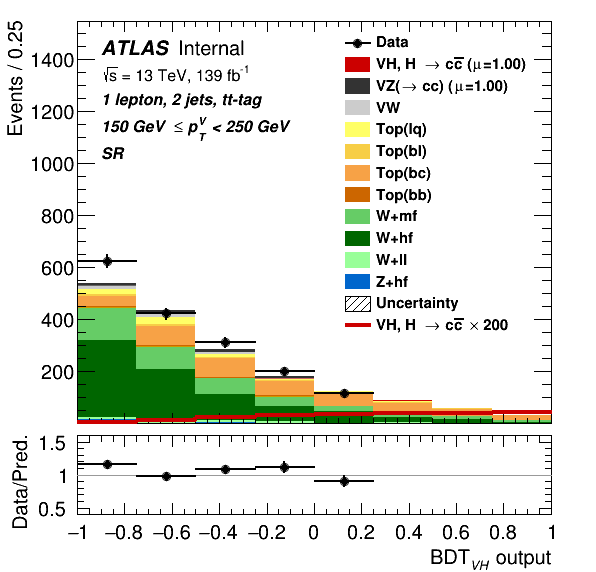 ATLAS Internal
√s = 13 TeV, 139 fb⁻¹
1 lepton, 2 jets, tt-tag
150 GeV ≤ p_T^V < 250 GeV
SR
Data
VH, H → cc̅ (μ=1.00)
VZ(→ cc) (μ=1.00)
VW
Top(lq)
Top(bl)
Top(bc)
Top(bb)
W+mf
W+hf
W+ll
Z+hf
Uncertainty
VH, H → cc̅ × 200
Events / 0.25
1400
1200
1000
800
600
400
200
Data/Pred.
1.5
1
0.5
−1 −0.8 −0.6 −0.4 −0.2 0 0.2 0.4 0.6 0.8 1
BDT_VH output